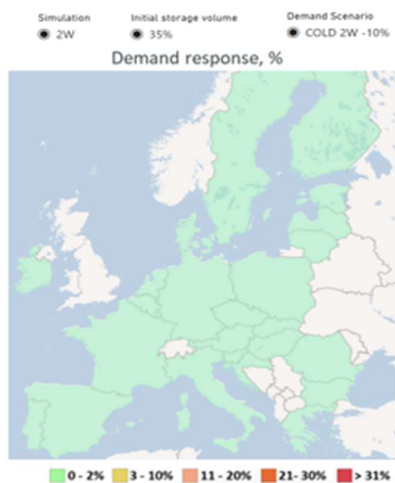 Simulation Initial storage volume Demand Scenario
2W 35% COLD 2W -10%
Demand response, %
0 - 2% 3 - 10% 11 - 20% 21- 30% > 31%